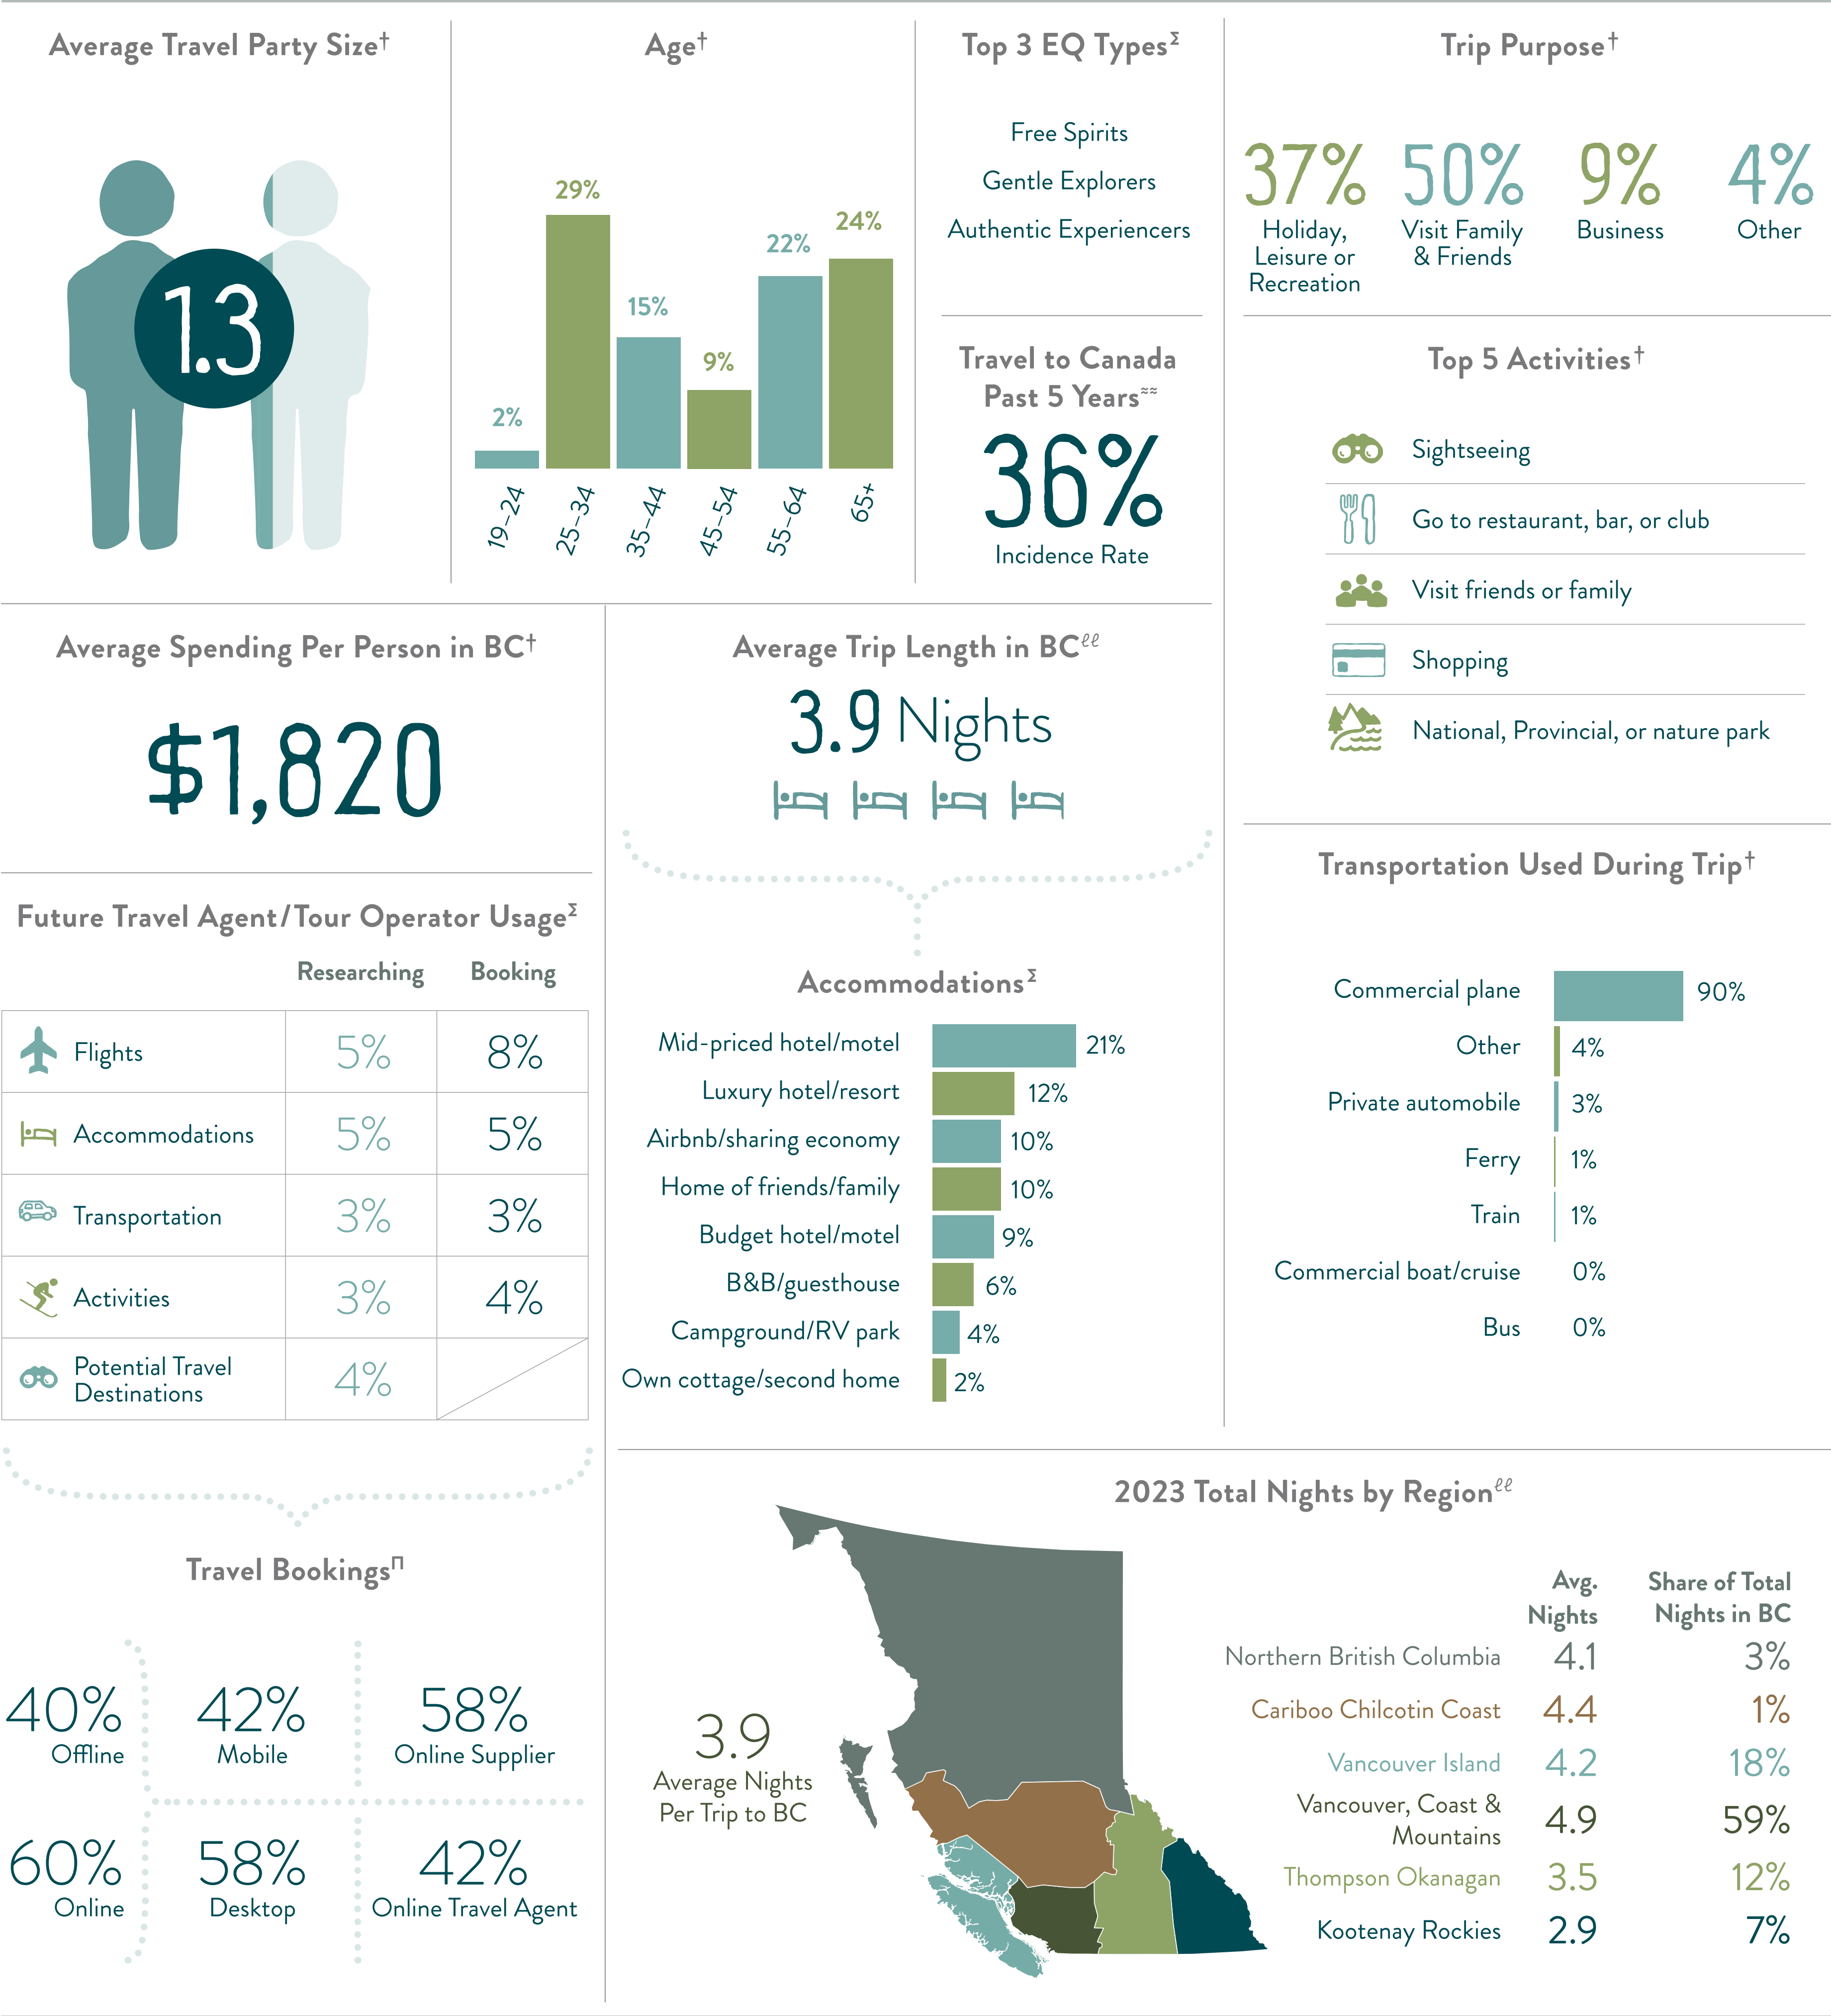 Average Travel Party Size†
1.3
Age†
29%
24%
22%
15%
9%
2%
19–24
25–34
35–44
45–54
55–64
65+
Top 3 EQ TypesΣ
Free Spirits
Gentle Explorers
Authentic Experiencers
Travel to Canada
Past 5 Years≈≈
36%
Incidence Rate
Trip Purpose†
37%
Holiday,
Leisure or
Recreation
50%
Visit Family
& Friends
9%
Business
4%
Other
Top 5 Activities†
Sightseeing
Go to restaurant, bar, or club
Visit friends or family
Shopping
National, Provincial, or nature park
Average Spending Per Person in BC†
$1,820
Average Trip Length in BCℓℓ
3.9 Nights
Future Travel Agent/Tour Operator UsageΣ
Researching Booking
Flights 5% 8%
Accommodations 5% 5%
Transportation 3% 3%
Activities 3% 4%
Potential Travel
Destinations 4%
AccommodationsΣ
Mid-priced hotel/motel 21%
Luxury hotel/resort 12%
Airbnb/sharing economy 10%
Home of friends/family 10%
Budget hotel/motel 9%
B&B/guesthouse 6%
Campground/RV park 4%
Own cottage/second home 2%
Transportation Used During Trip†
Commercial plane 90%
Other 4%
Private automobile 3%
Ferry 1%
Train 1%
Commercial boat/cruise 0%
Bus 0%
Travel BookingsΠ
40%
Offline
42%
Mobile
58%
Online Supplier
60%
Online
58%
Desktop
42%
Online Travel Agent
2023 Total Nights by Regionℓℓ
3.9
Average Nights
Per Trip to BC
Avg.
Nights
Share of Total
Nights in BC
Northern British Columbia 4.1 3%
Cariboo Chilcotin Coast 4.4 1%
Vancouver Island 4.2 18%
Vancouver, Coast &
Mountains 4.9 59%
Thompson Okanagan 3.5 12%
Kootenay Rockies 2.9 7%